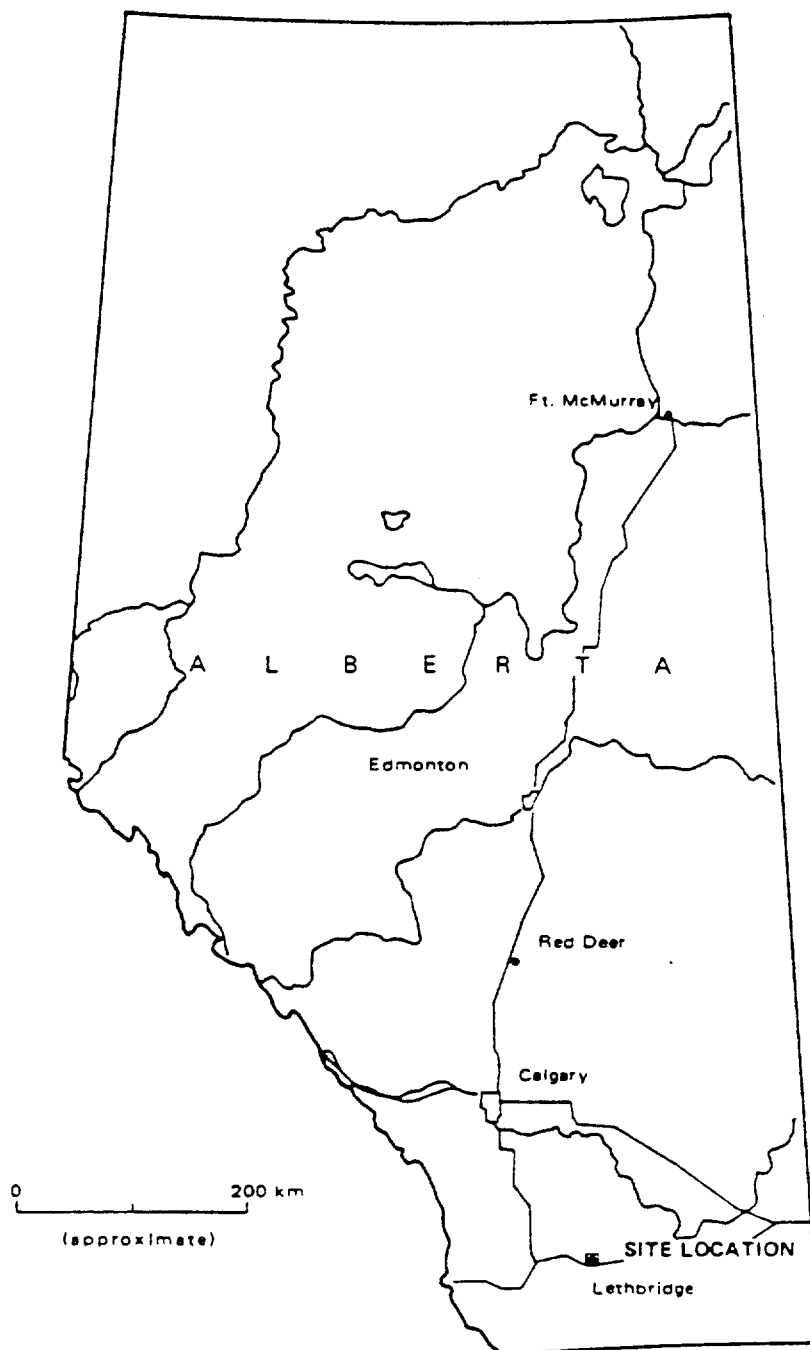 Ft. McMurray
A L B E R T A
Edmonton
Red Deer
Calgary
0 200 km
(approximate)
SITE LOCATION
Lethbridge